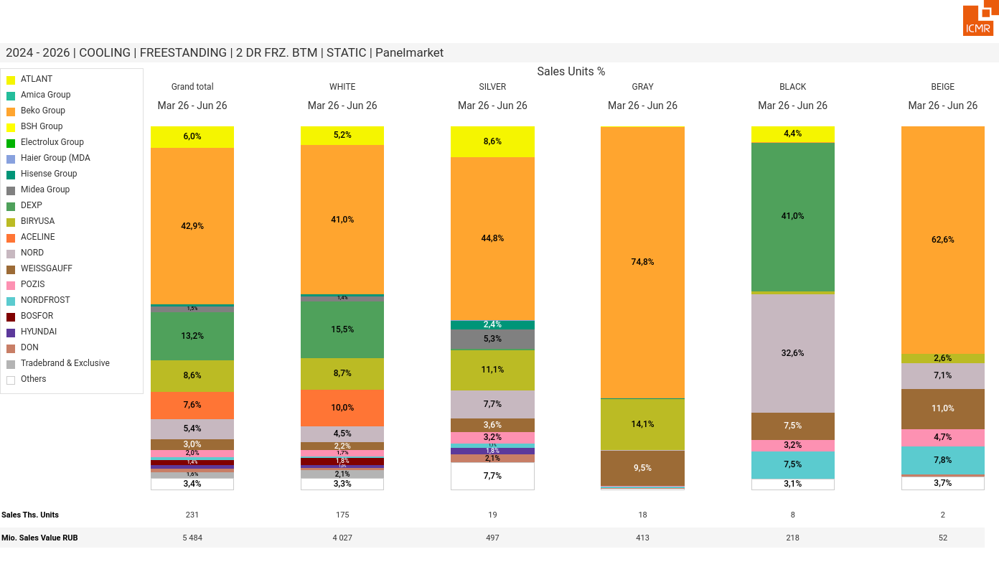 ICMR
2024 - 2026 | COOLING | FREESTANDING | 2 DR FRZ. BTM | STATIC | Panelmarket
Sales Units %
ATLANT
Amica Group
Beko Group
BSH Group
Electrolux Group
Haier Group (MDA
Hisense Group
Midea Group
DEXP
BIRYUSA
ACELINE
NORD
WEISSGAUFF
POZIS
NORDFROST
BOSFOR
HYUNDAI
DON
Tradebrand & Exclusive
Others
Grand total
Mar 26 - Jun 26
6,0%
42,9%
1,5%
13,2%
8,6%
7,6%
5,4%
3,0%
2,0%
1,4%
1,6%
3,4%
WHITE
Mar 26 - Jun 26
5,2%
41,0%
1,4%
15,5%
8,7%
10,0%
4,5%
2,2%
1,7%
1,8%
1,0%
2,1%
3,3%
SILVER
Mar 26 - Jun 26
8,6%
44,8%
2,4%
5,3%
11,1%
7,7%
3,6%
3,2%
1,1%
1,8%
2,1%
7,7%
GRAY
Mar 26 - Jun 26
74,8%
14,1%
9,5%
BLACK
Mar 26 - Jun 26
4,4%
41,0%
32,6%
7,5%
3,2%
7,5%
3,1%
BEIGE
Mar 26 - Jun 26
62,6%
2,6%
7,1%
11,0%
4,7%
7,8%
3,7%
Sales Ths. Units 231 175 19 18 8 2
Mio. Sales Value RUB 5 484 4 027 497 413 218 52